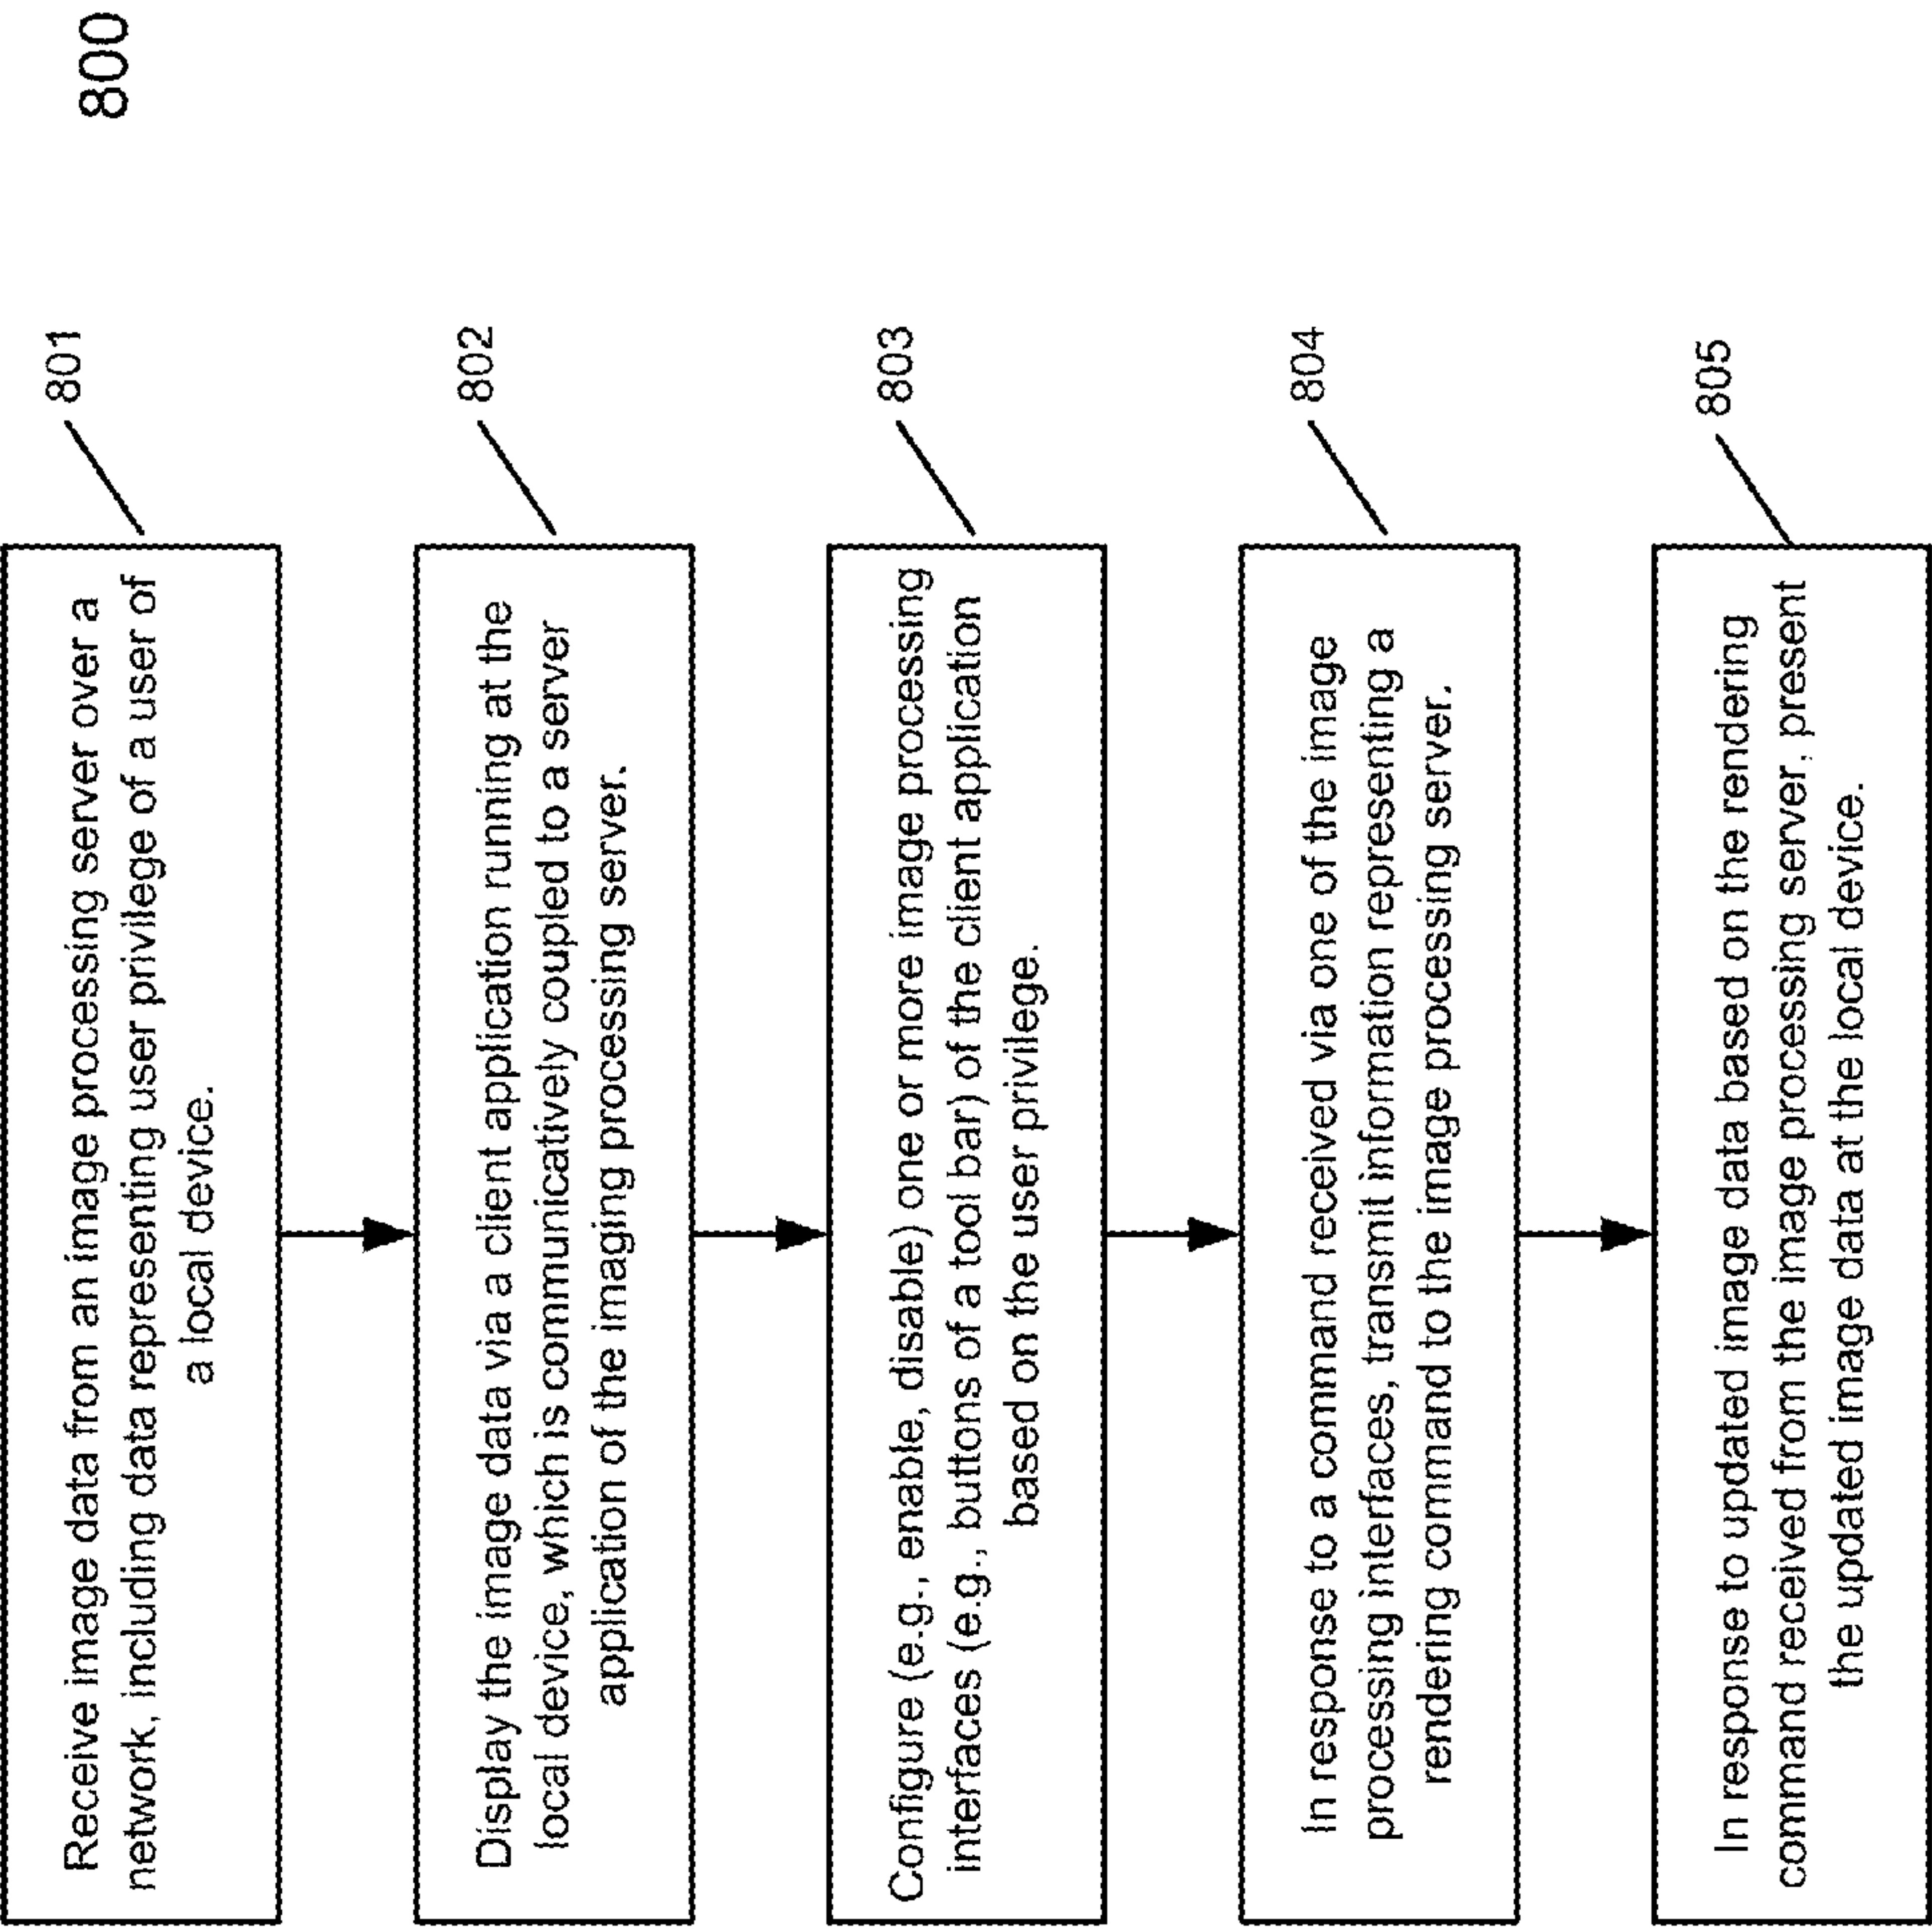 800
801
Receive image data from an image processing server over a
network, including data representing user privilege of a user of
a local device.
802
Display the image data via a client application running at the
local device, which is communicatively coupled to a server
application of the imaging processing server.
803
Configure (e.g., enable, disable) one or more image processing
interfaces (e.g., buttons of a tool bar) of the client application
based on the user privilege.
804
In response to a command received via one of the image
processing interfaces, transmit information representing a
rendering command to the image processing server.
805
In response to updated image data based on the rendering
command received from the image processing server, present
the updated image data at the local device.